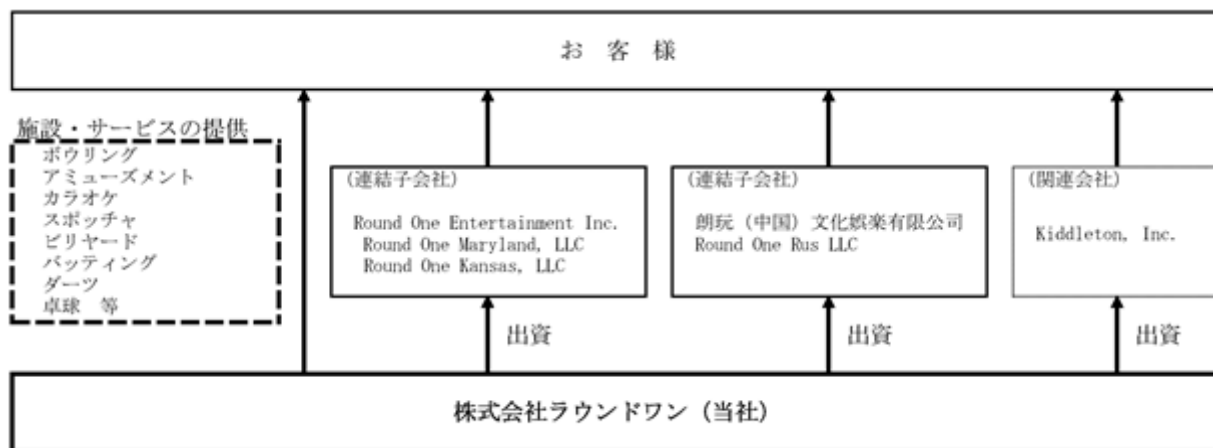 お 客 様
施設・サービスの提供
ボウリング
アミューズメント
カラオケ
スポッチャ
ビリヤード
バッティング
ダーツ
卓球 等
(連結子会社)
Round One Entertainment Inc.
Round One Maryland, LLC
Round One Kansas, LLC
(連結子会社)
朗玩(中国)文化娯楽有限公司
Round One Rus LLC
(関連会社)
Kiddleton, Inc.
出資
出資
出資
株式会社ラウンドワン(当社)